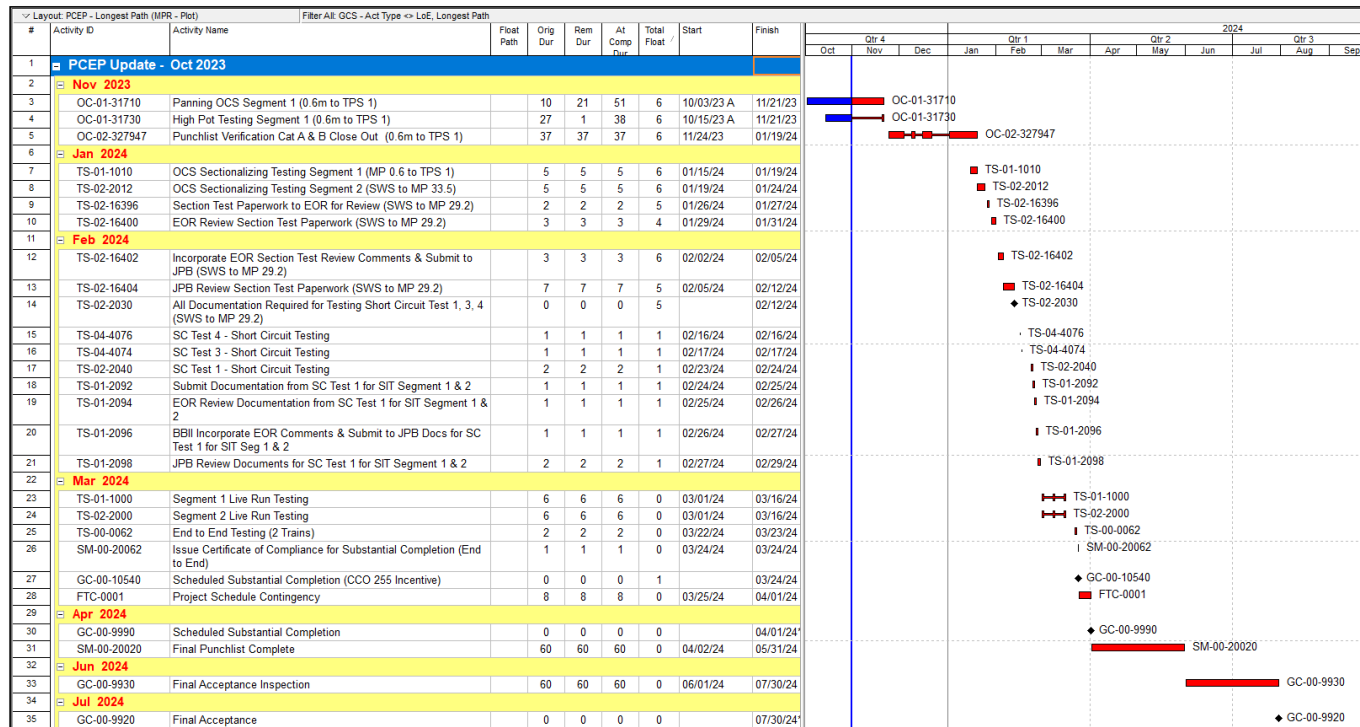 Layout: PCEP - Longest Path (MPR - Plot) Filter All: GCS - Act Type <> LoE, Longest Path
# Activity ID Activity Name Float Path Orig Dur Rem Dur At Comp Dur Total Float Start Finish
2024
Qtr 4 Qtr 1 Qtr 2 Qtr 3
Oct Nov Dec Jan Feb Mar Apr May Jun Jul Aug Sep
1 PCEP Update - Oct 2023
2 Nov 2023
3 OC-01-31710 Panning OCS Segment 1 (0.6m to TPS 1) 10 21 51 6 10/03/23 A 11/21/23 OC-01-31710
4 OC-01-31730 High Pot Testing Segment 1 (0.6m to TPS 1) 27 1 38 6 10/15/23 A 11/21/23 OC-01-31730
5 OC-02-327947 Punchlist Verification Cat A & B Close Out (0.6m to TPS 1) 37 37 37 6 11/24/23 01/19/24 OC-02-327947
6 Jan 2024
7 TS-01-1010 OCS Sectionalizing Testing Segment 1 (MP 0.6 to TPS 1) 5 5 5 6 01/15/24 01/19/24 TS-01-1010
8 TS-02-2012 OCS Sectionalizing Testing Segment 2 (SWS to MP 33.5) 5 5 5 6 01/19/24 01/24/24 TS-02-2012
9 TS-02-16396 Section Test Paperwork to EOR for Review (SWS to MP 29.2) 2 2 2 5 01/26/24 01/27/24 TS-02-16396
10 TS-02-16400 EOR Review Section Test Paperwork (SWS to MP 29.2) 3 3 3 4 01/29/24 01/31/24 TS-02-16400
11 Feb 2024
12 TS-02-16402 Incorporate EOR Section Test Review Comments & Submit to 3 3 3 6 02/02/24 02/05/24 TS-02-16402
JPB (SWS to MP 29.2)
13 TS-02-16404 JPB Review Section Test Paperwork (SWS to MP 29.2) 7 7 7 5 02/05/24 02/12/24 TS-02-16404
14 TS-02-2030 All Documentation Required for Testing Short Circuit Test 1, 3, 4 0 0 0 5 02/12/24 TS-02-2030
(SWS to MP 29.2)
15 TS-04-4076 SC Test 4 - Short Circuit Testing 1 1 1 1 02/16/24 02/16/24 TS-04-4076
16 TS-04-4074 SC Test 3 - Short Circuit Testing 1 1 1 1 02/17/24 02/17/24 TS-04-4074
17 TS-02-2040 SC Test 1 - Short Circuit Testing 2 2 2 1 02/23/24 02/24/24 TS-02-2040
18 TS-01-2092 Submit Documentation from SC Test 1 for SIT Segment 1 & 2 1 1 1 1 02/24/24 02/25/24 TS-01-2092
19 TS-01-2094 EOR Review Documentation from SC Test 1 for SIT Segment 1 & 1 1 1 1 02/25/24 02/26/24 TS-01-2094
2
20 TS-01-2096 BBII Incorporate EOR Comments & Submit to JPB Docs for SC 1 1 1 1 02/26/24 02/27/24 TS-01-2096
Test 1 for SIT Seg 1 & 2
21 TS-01-2098 JPB Review Documents for SC Test 1 for SIT Segment 1 & 2 2 2 2 1 02/27/24 02/29/24 TS-01-2098
22 Mar 2024
23 TS-01-1000 Segment 1 Live Run Testing 6 6 6 0 03/01/24 03/16/24 TS-01-1000
24 TS-02-2000 Segment 2 Live Run Testing 6 6 6 0 03/01/24 03/16/24 TS-02-2000
25 TS-00-0062 End to End Testing (2 Trains) 2 2 2 0 03/22/24 03/23/24 TS-00-0062
26 SM-00-20062 Issue Certificate of Compliance for Substantial Completion (End 1 1 1 0 03/24/24 03/24/24 SM-00-20062
to End)
27 GC-00-10540 Scheduled Substantial Completion (CCO 255 Incentive) 0 0 0 1 03/24/24 GC-00-10540
28 FTC-0001 Project Schedule Contingency 8 8 8 0 03/25/24 04/01/24 FTC-0001
29 Apr 2024
30 GC-00-9990 Scheduled Substantial Completion 0 0 0 0 04/01/24* GC-00-9990
31 SM-00-20020 Final Punchlist Complete 60 60 60 0 04/02/24 05/31/24 SM-00-20020
32 Jun 2024
33 GC-00-9930 Final Acceptance Inspection 60 60 60 0 06/01/24 07/30/24 GC-00-9930
34 Jul 2024
35 GC-00-9920 Final Acceptance 0 0 0 0 07/30/24* GC-00-9920